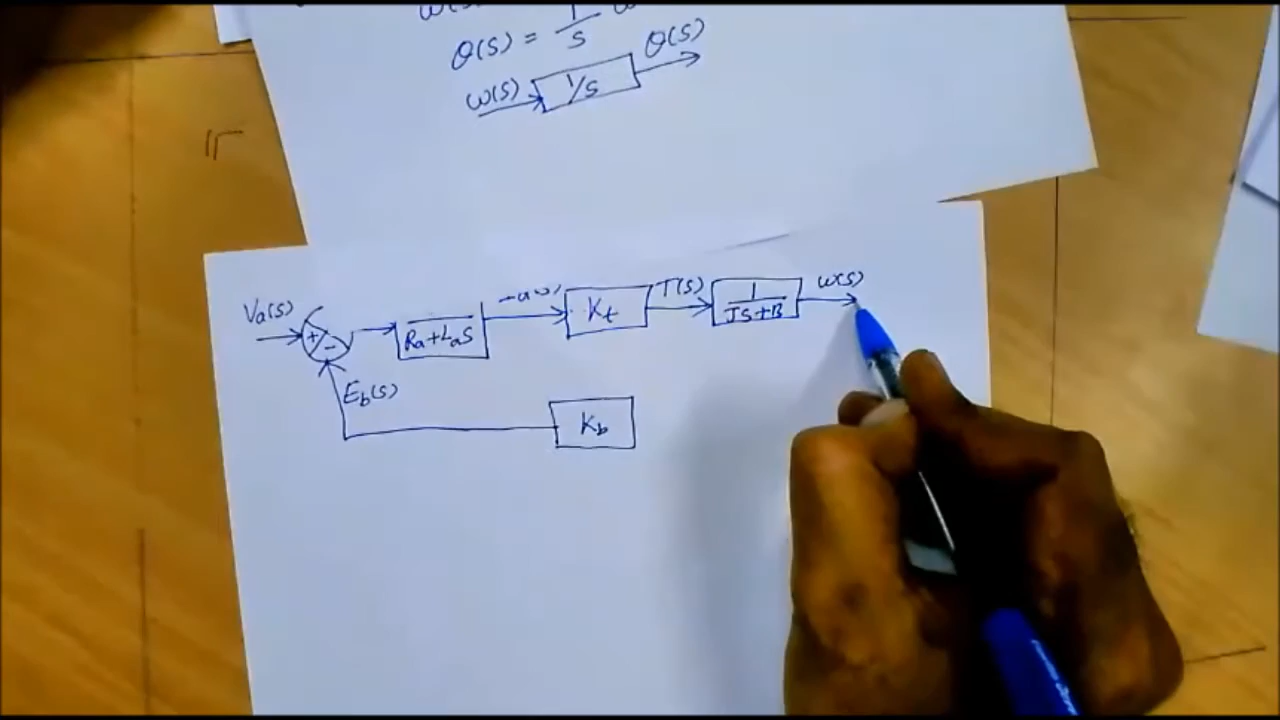 θ(S) = 1/S
ω(S) 1/S θ(S)
Va(S) + - Ra+LaS Kt T(S) 1/JS+B ω(S)
Eb(S)
Kb